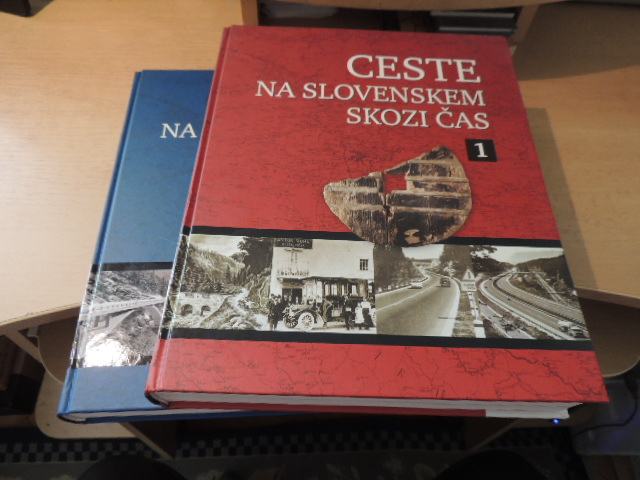 CESTE
NA SLOVENSKEM
SKOZI ČAS
1
NA